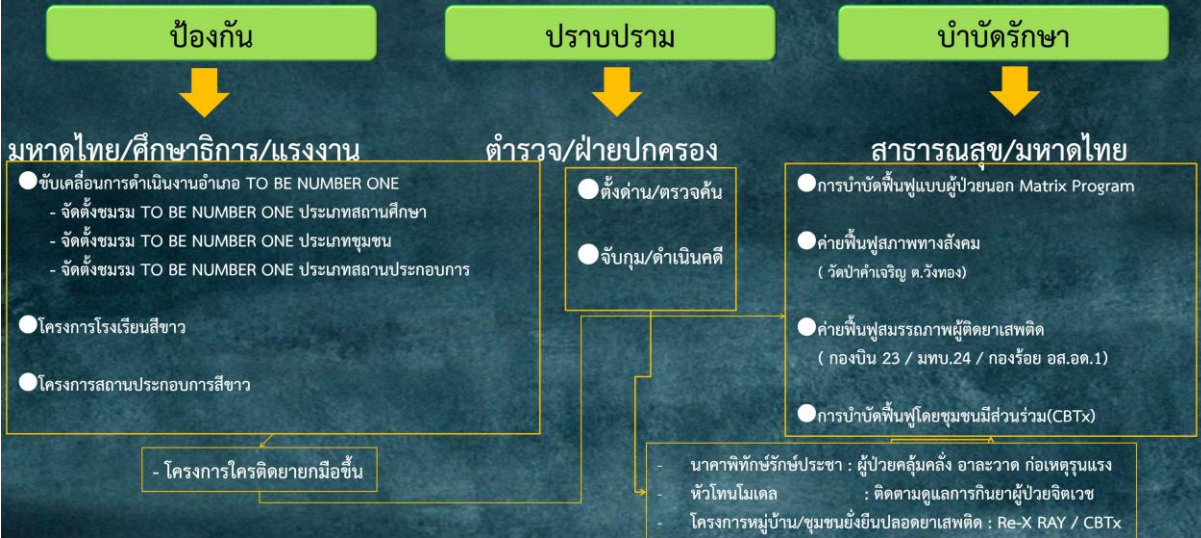 ป้องกัน
ปราบปราม
บำบัดรักษา
มหาดไทย/ศึกษาธิการ/แรงงาน
●ขับเคลื่อนการดำเนินงานอำเภอ TO BE NUMBER ONE
- จัดตั้งชมรม TO BE NUMBER ONE ประเภทสถานศึกษา
- จัดตั้งชมรม TO BE NUMBER ONE ประเภทชุมชน
- จัดตั้งชมรม TO BE NUMBER ONE ประเภทสถานประกอบการ
●โครงการโรงเรียนสีขาว
●โครงการสถานประกอบการสีขาว
- โครงการใครติดยายกมือขึ้น
ตำรวจ/ฝ่ายปกครอง
●ตั้งด่าน/ตรวจค้น
●จับกุม/ดำเนินคดี
สาธารณสุข/มหาดไทย
●การบำบัดฟื้นฟูแบบผู้ป่วยนอก Matrix Program
●ค่ายฟื้นฟูสภาพทางสังคม
( วัดป่าคำเจริญ ต.วังทอง)
●ค่ายฟื้นฟูสมรรถภาพผู้ติดยาเสพติด
( กองบิน 23 / มทบ.24 / กองร้อย อส.อด.1)
●การบำบัดฟื้นฟูโดยชุมชนมีส่วนร่วม(CBTx)
- นาคาพิทักษ์รักษ์ประชา : ผู้ป่วยคลุ้มคลั่ง อาละวาด ก่อเหตุรุนแรง
- หัวโทนโมเดล : ติดตามดูแลการกินยาผู้ป่วยจิตเวช
- โครงการหมู่บ้าน/ชุมชนยั่งยืนปลอดยาเสพติด : Re-X RAY / CBTx